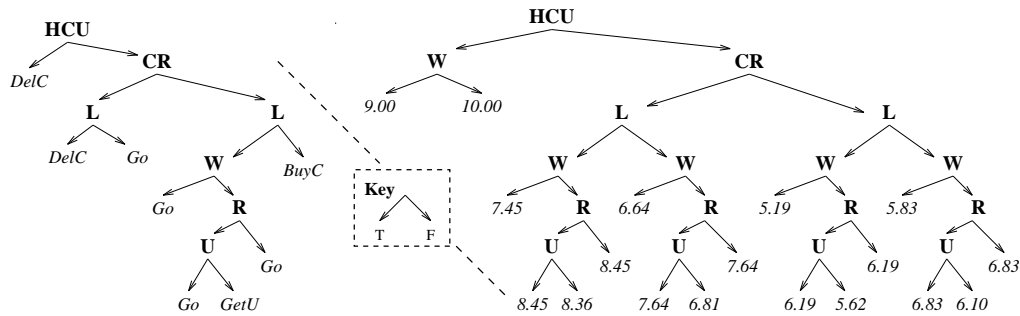 HCU HCU
CR W CR
DelC
L L 9.00 10.00 L L
DelC Go W BuyC W W W W
Key
Go R 7.45 R 6.64 R 5.19 R 5.83 R
T F
U Go U 8.45 U 7.64 U 6.19 U 6.83
Go GetU 8.45 8.36 7.64 6.81 6.19 5.62 6.83 6.10